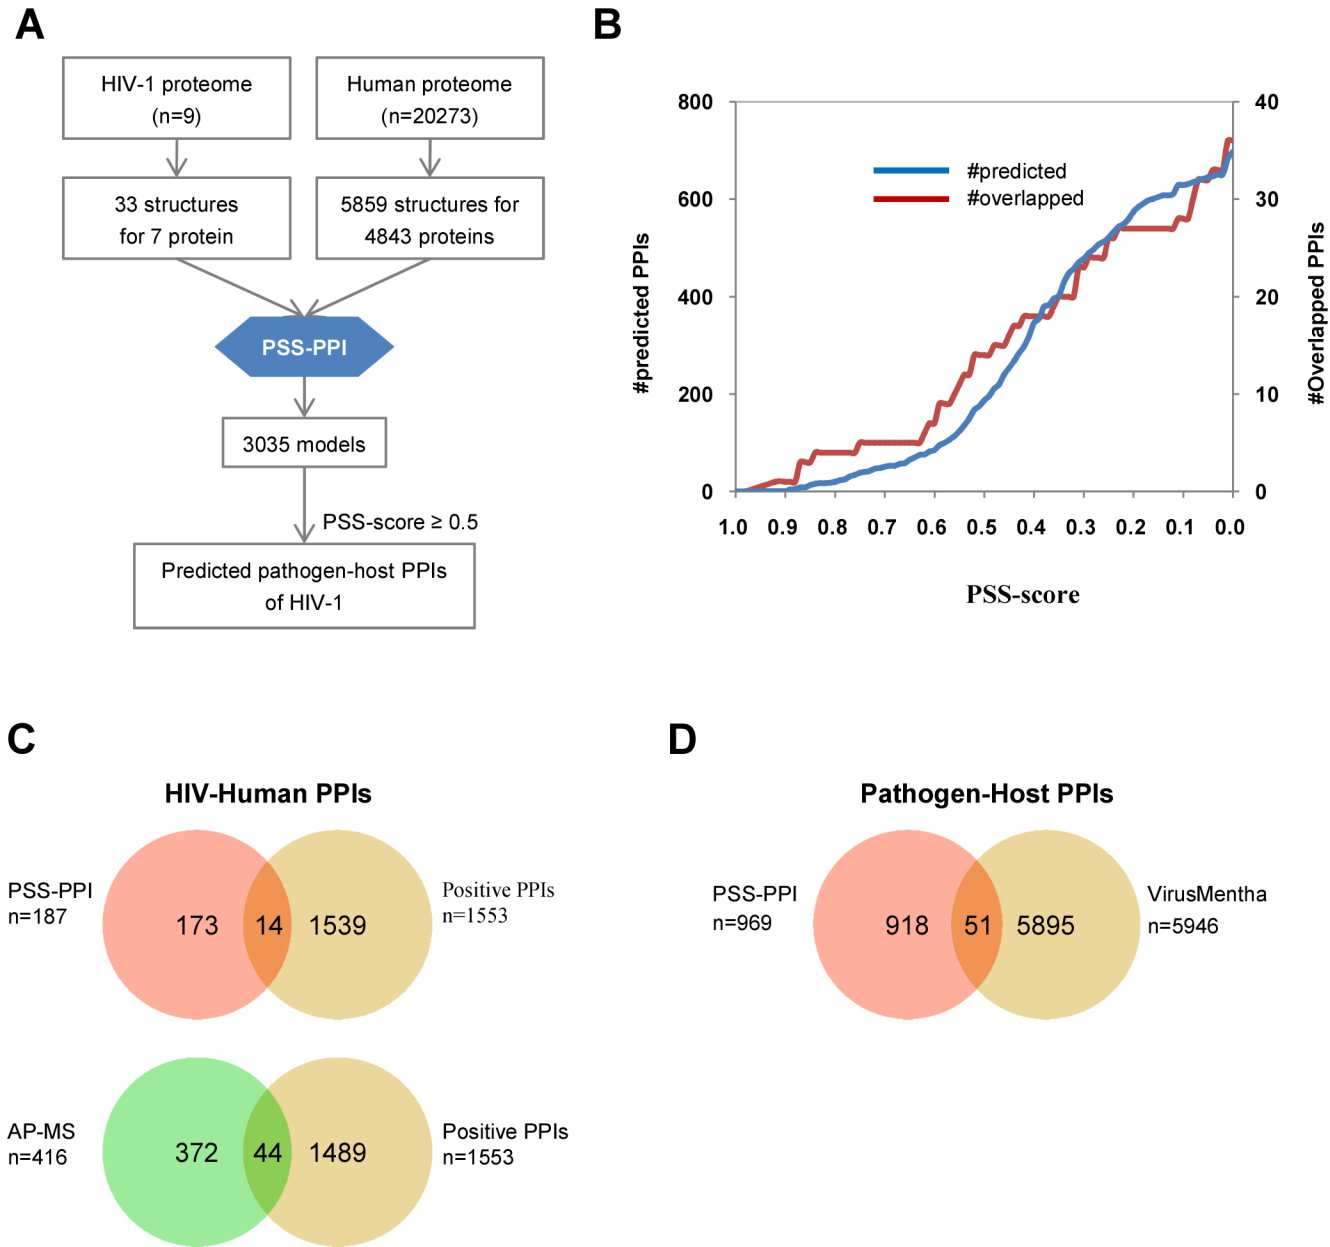 A
HIV-1 proteome
(n=9)
Human proteome
(n=20273)
33 structures
for 7 protein
5859 structures for
4843 proteins
PSS-PPI
3035 models
PSS-score ≥ 0.5
Predicted pathogen-host PPIs
of HIV-1
B
800
600
400
200
0
#predicted PPIs
40
30
20
10
0
#Overlapped PPIs
#predicted
#overlapped
1.0 0.9 0.8 0.7 0.6 0.5 0.4 0.3 0.2 0.1 0.0
PSS-score
C
HIV-Human PPIs
PSS-PPI
n=187
173 14 1539
Positive PPIs
n=1553
AP-MS
n=416
372 44 1489
Positive PPIs
n=1553
D
Pathogen-Host PPIs
PSS-PPI
n=969
918 51 5895
VirusMentha
n=5946